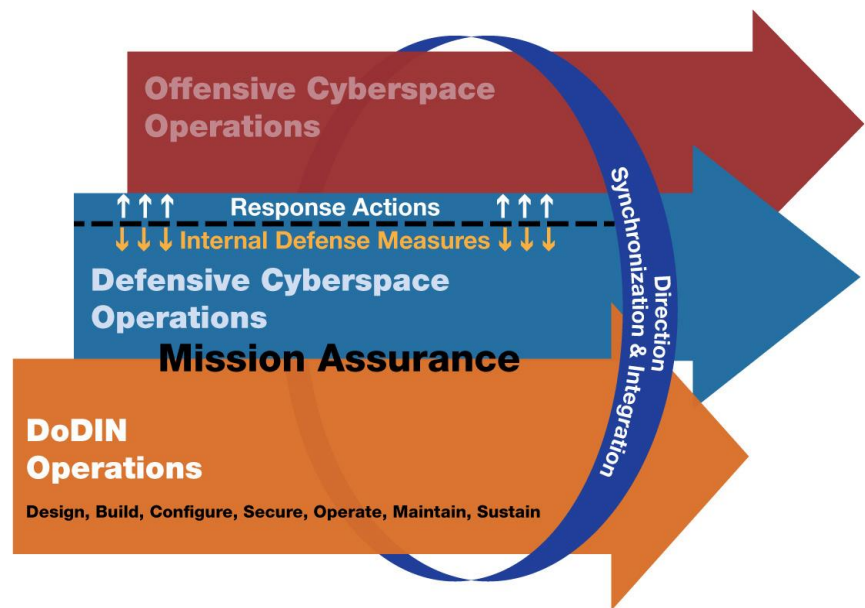 Offensive Cyberspace
Operations
Response Actions
Internal Defense Measures
Defensive Cyberspace
Operations
Mission Assurance
DoDIN
Operations
Design, Build, Configure, Secure, Operate, Maintain, Sustain
Direction
Synchronization & Integration